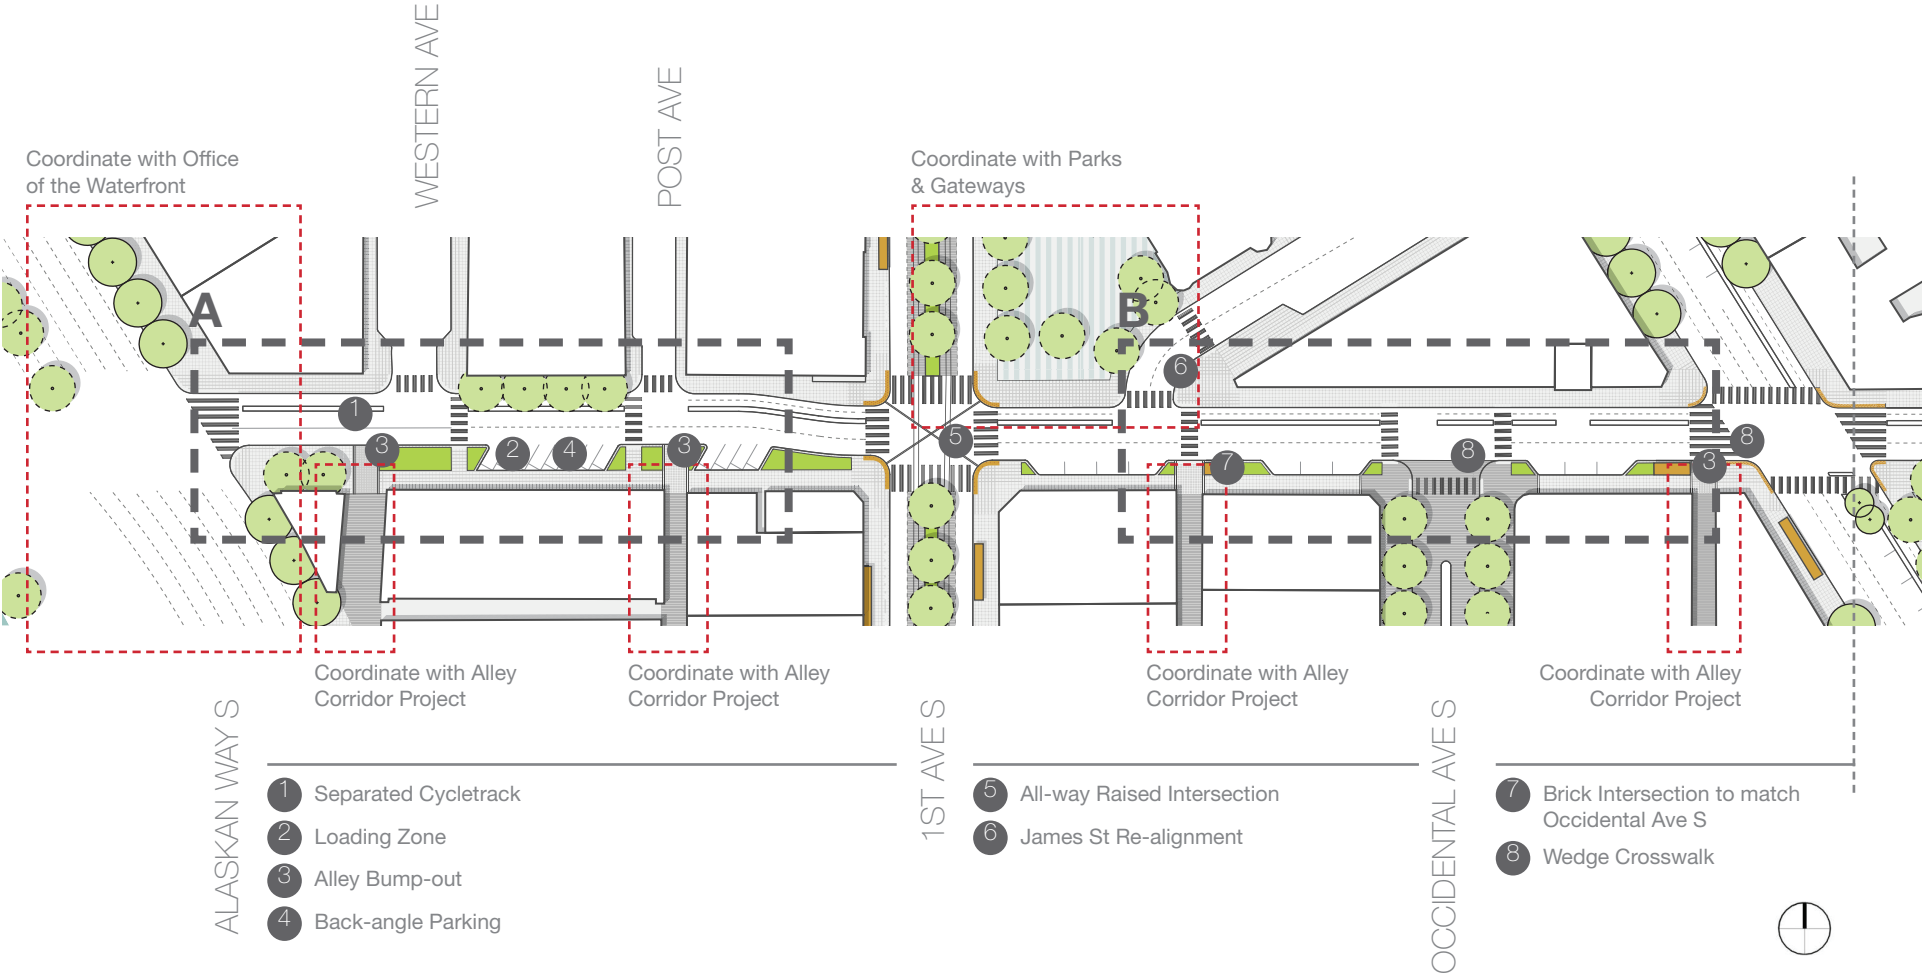 WESTERN AVE
POST AVE
Coordinate with Office
of the Waterfront
Coordinate with Parks
& Gateways
A
B
6
1
3
2
4
3
5
7
8
8
3
Coordinate with Alley
Corridor Project
Coordinate with Alley
Corridor Project
Coordinate with Alley
Corridor Project
Coordinate with Alley
Corridor Project
ALASKAN WAY S
1 Separated Cycletrack
2 Loading Zone
3 Alley Bump-out
4 Back-angle Parking
1ST AVE S
5 All-way Raised Intersection
6 James St Re-alignment
OCCIDENTAL AVE S
7 Brick Intersection to match
Occidental Ave S
8 Wedge Crosswalk